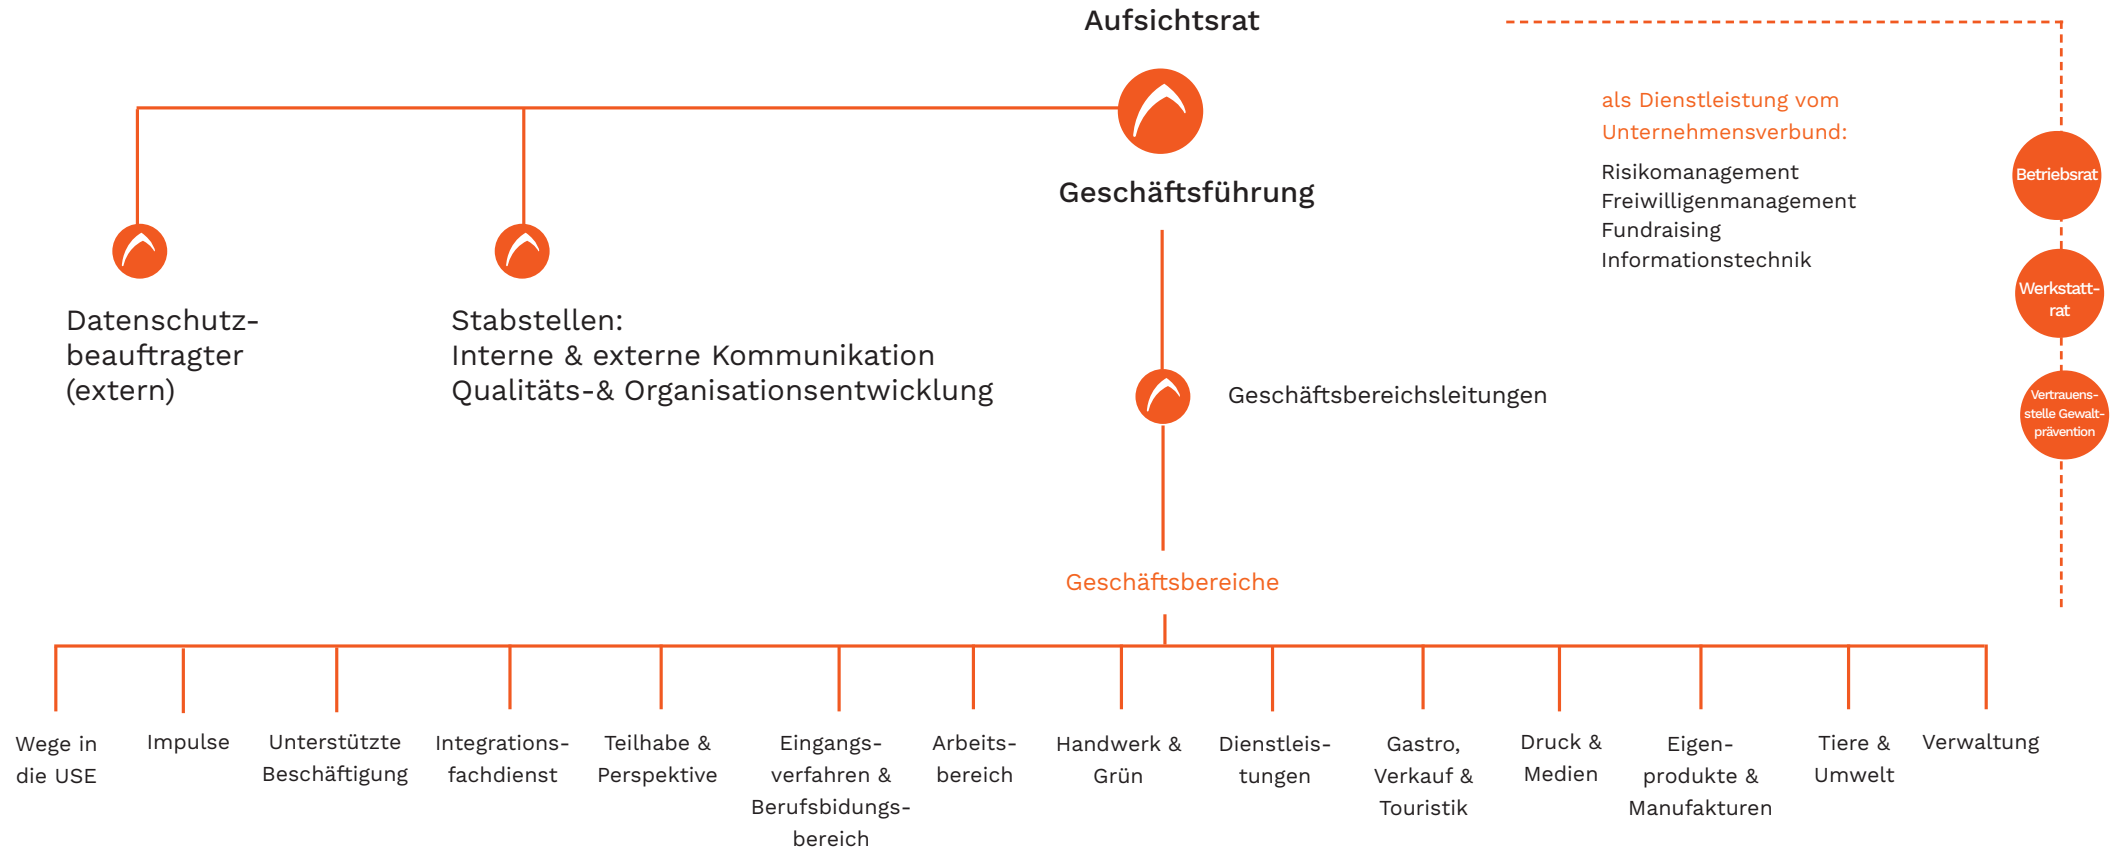 Aufsichtsrat
Geschäftsführung
als Dienstleistung vom
Unternehmensverbund:
Risikomanagement
Freiwilligenmanagement
Fundraising
Informationstechnik
Betriebsrat
Werkstatt-
rat
Vertrauens-
stelle Gewalt-
prävention
Datenschutz-
beauftragter
(extern)
Stabstellen:
Interne & externe Kommunikation
Qualitäts-& Organisationsentwicklung
Geschäftsbereichsleitungen
Geschäftsbereiche
Wege in
die USE
Impulse
Unterstützte
Beschäftigung
Integrations-
fachdienst
Teilhabe &
Perspektive
Eingangs-
verfahren &
Berufsbidungs-
bereich
Arbeits-
bereich
Handwerk &
Grün
Dienstleis-
tungen
Gastro,
Verkauf &
Touristik
Druck &
Medien
Eigen-
produkte &
Manufakturen
Tiere &
Umwelt
Verwaltung